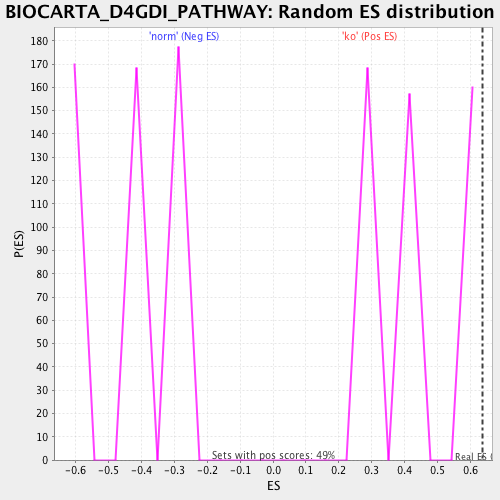 BIOCARTA_D4GDI_PATHWAY: Random ES distribution
'norm' (Neg ES) 'ko' (Pos ES)
P(ES)
180
170
160
150
140
130
120
110
100
90
80
70
60
50
40
30
20
10
0
Sets with pos scores: 49%
Real ES (
-0.6 -0.5 -0.4 -0.3 -0.2 -0.1 0.0 0.1 0.2 0.3 0.4 0.5 0.6
ES